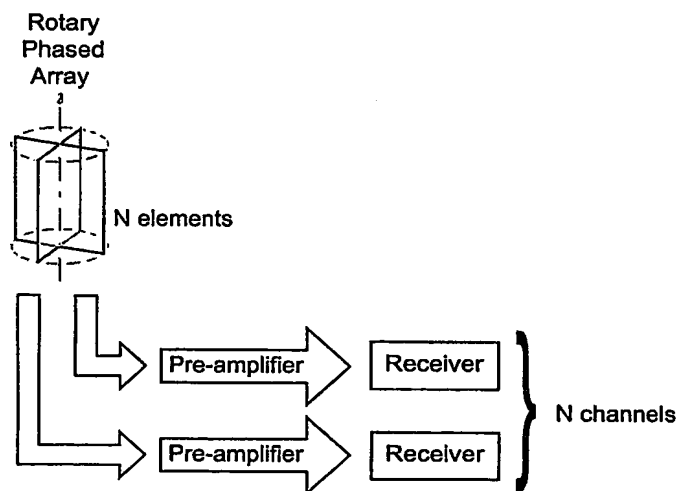 Rotary
Phased
Array
N elements
Pre-amplifier
Receiver
N channels
Pre-amplifier
Receiver